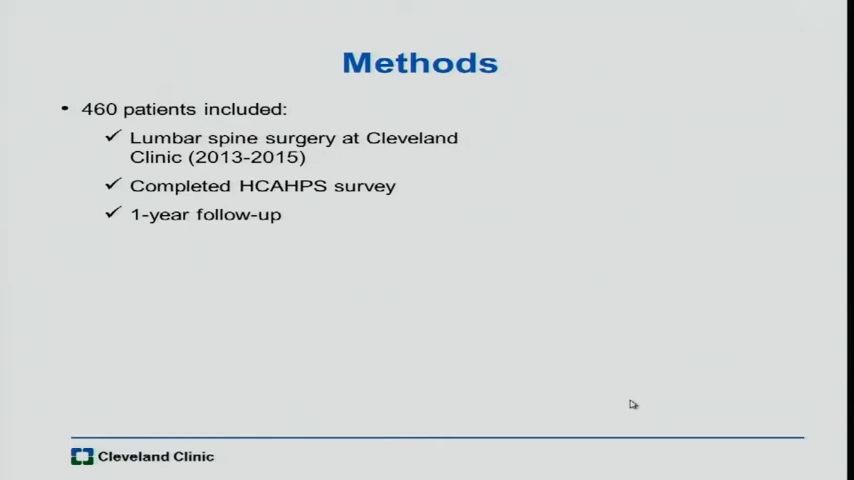 Methods
• 460 patients included:
✓ Lumbar spine surgery at Cleveland
Clinic (2013-2015)
✓ Completed HCAHPS survey
✓ 1-year follow-up
Cleveland Clinic